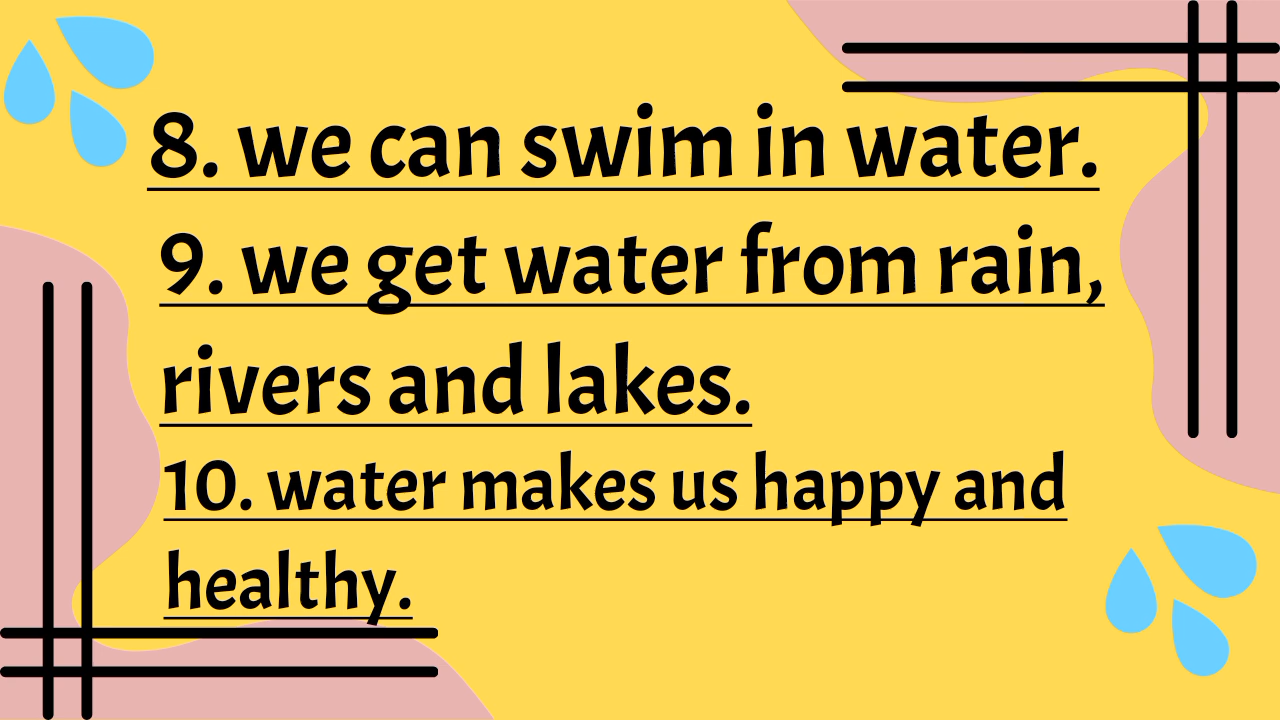 8. we can swim in water.
9. we get water from rain,
rivers and lakes.
10. water makes us happy and
healthy.